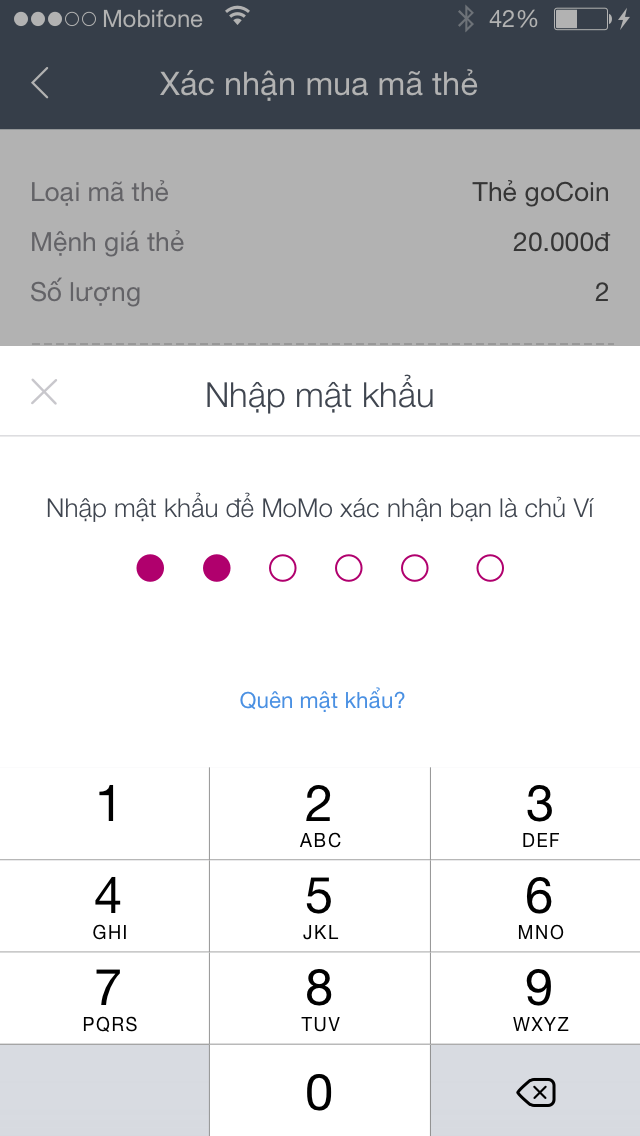 Mobifone 42%
Xác nhận mua mã thẻ
Loại mã thẻ Thẻ goCoin
Mệnh giá thẻ 20.000đ
Số lượng 2
Nhập mật khẩu
Nhập mật khẩu để MoMo xác nhận bạn là chủ Ví
Quên mật khẩu?
1 2 3
ABC DEF
4 5 6
GHI JKL MNO
7 8 9
PQRS TUV WXYZ
0